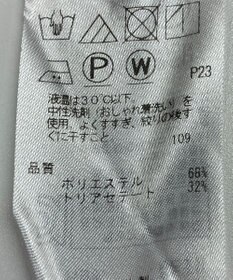 P
W
P23
液温は30℃以下
中性洗剤(おしゃれ着洗い)を
使用、よくすすぎ、絞りの後す
ぐに干すこと
109
品質
ポリエステル 68%
トリアセテート 32%